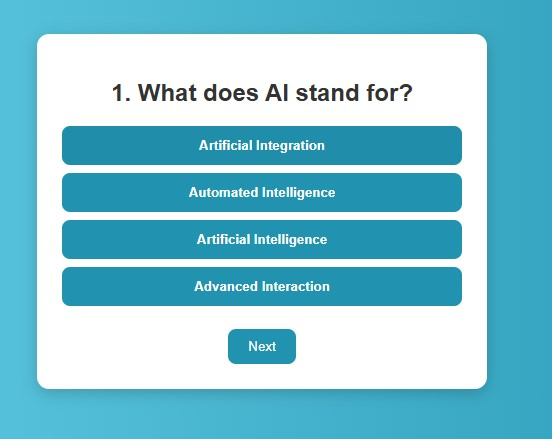 1. What does AI stand for?
Artificial Integration
Automated Intelligence
Artificial Intelligence
Advanced Interaction
Next